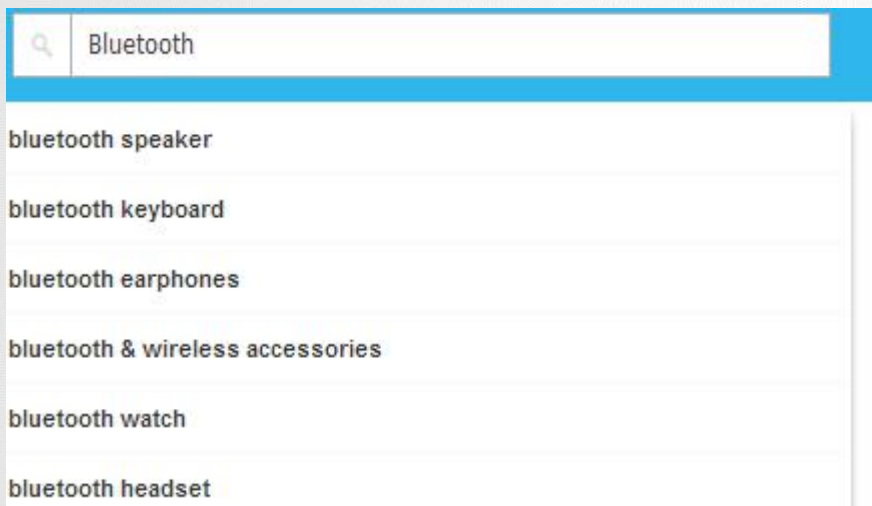 Bluetooth
bluetooth speaker
bluetooth keyboard
bluetooth earphones
bluetooth & wireless accessories
bluetooth watch
bluetooth headset